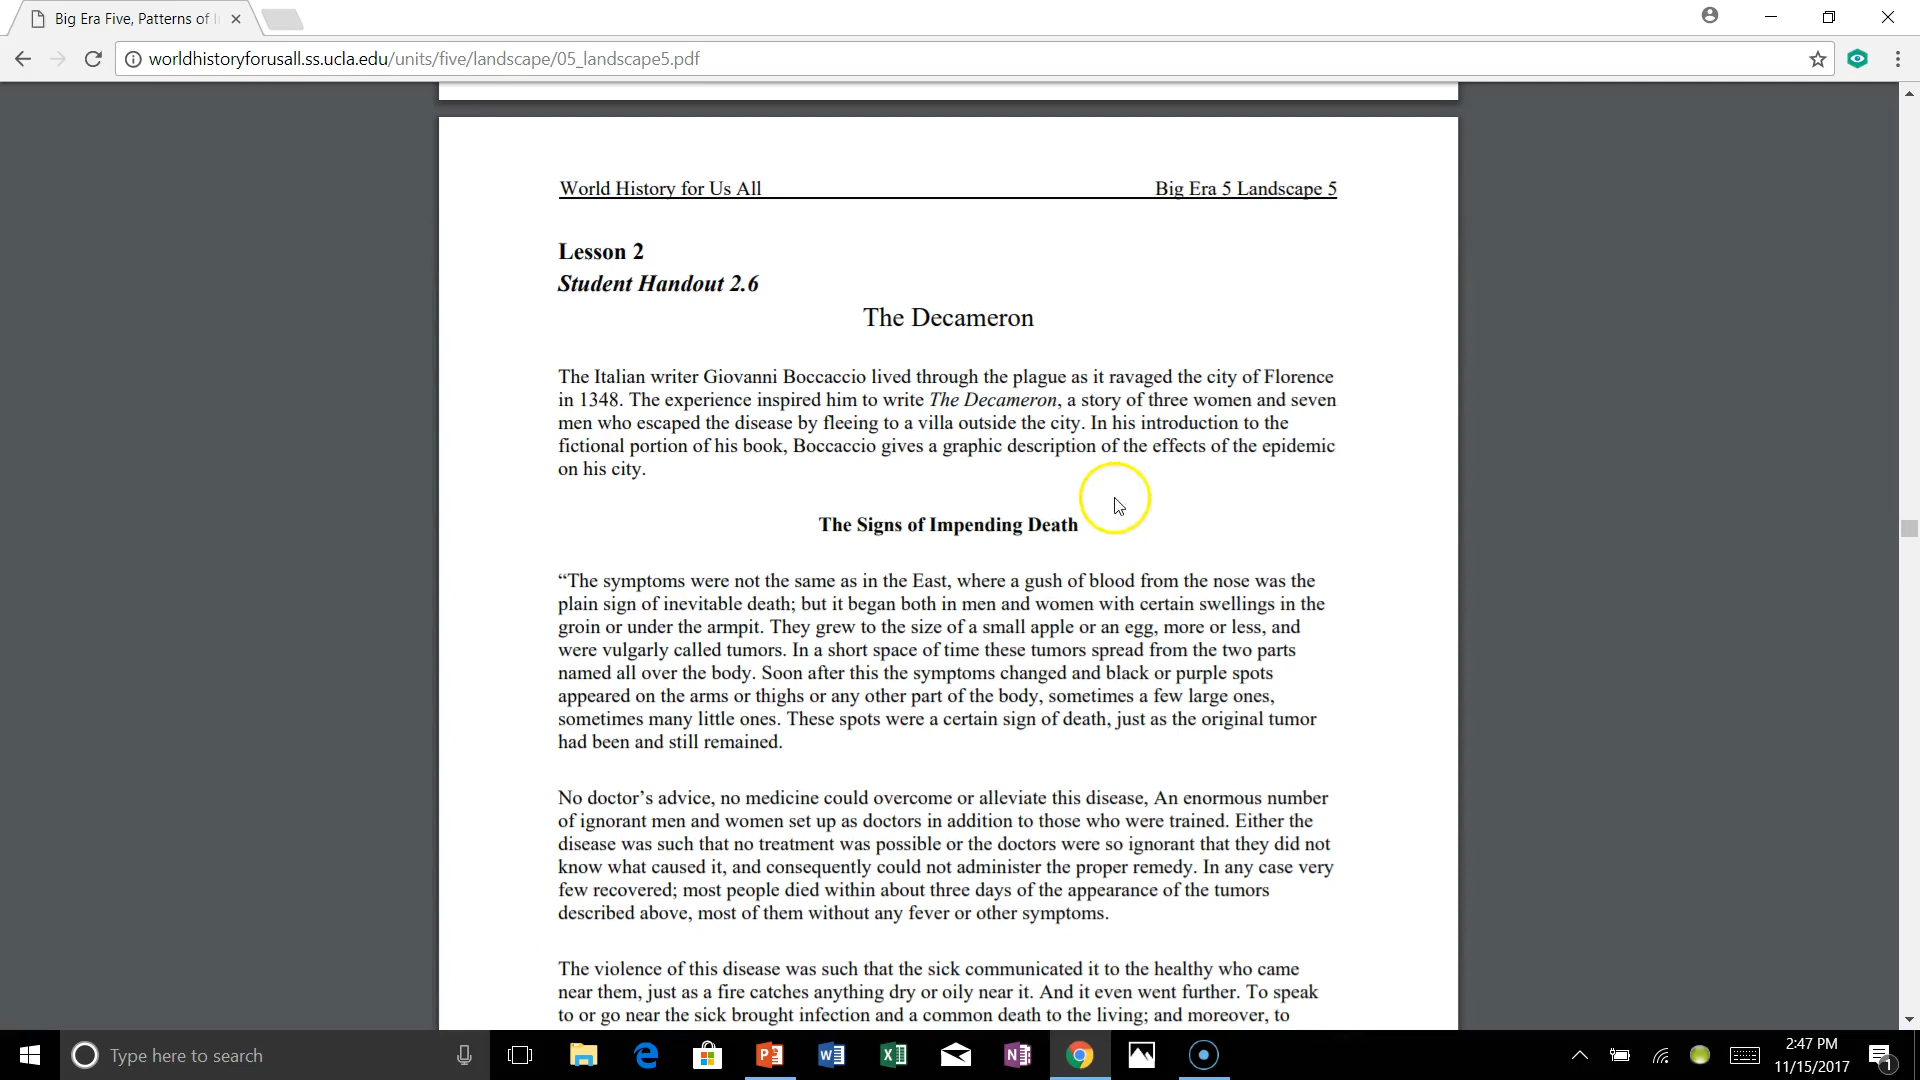 Big Era Five, Patterns of I
worldhistoryforusall.ss.ucla.edu/units/five/landscape/05_landscape5.pdf
World History for Us All Big Era 5 Landscape 5
Lesson 2
Student Handout 2.6
The Decameron
The Italian writer Giovanni Boccaccio lived through the plague as it ravaged the city of Florence
in 1348. The experience inspired him to write The Decameron, a story of three women and seven
men who escaped the disease by fleeing to a villa outside the city. In his introduction to the
fictional portion of his book, Boccaccio gives a graphic description of the effects of the epidemic
on his city.
The Signs of Impending Death
“The symptoms were not the same as in the East, where a gush of blood from the nose was the
plain sign of inevitable death; but it began both in men and women with certain swellings in the
groin or under the armpit. They grew to the size of a small apple or an egg, more or less, and
were vulgarly called tumors. In a short space of time these tumors spread from the two parts
named all over the body. Soon after this the symptoms changed and black or purple spots
appeared on the arms or thighs or any other part of the body, sometimes a few large ones,
sometimes many little ones. These spots were a certain sign of death, just as the original tumor
had been and still remained.
No doctor’s advice, no medicine could overcome or alleviate this disease, An enormous number
of ignorant men and women set up as doctors in addition to those who were trained. Either the
disease was such that no treatment was possible or the doctors were so ignorant that they did not
know what caused it, and consequently could not administer the proper remedy. In any case very
few recovered; most people died within about three days of the appearance of the tumors
described above, most of them without any fever or other symptoms.
The violence of this disease was such that the sick communicated it to the healthy who came
near them, just as a fire catches anything dry or oily near it. And it even went further. To speak
to or go near the sick brought infection and a common death to the living; and moreover, to
Type here to search
2:47 PM
11/15/2017
1